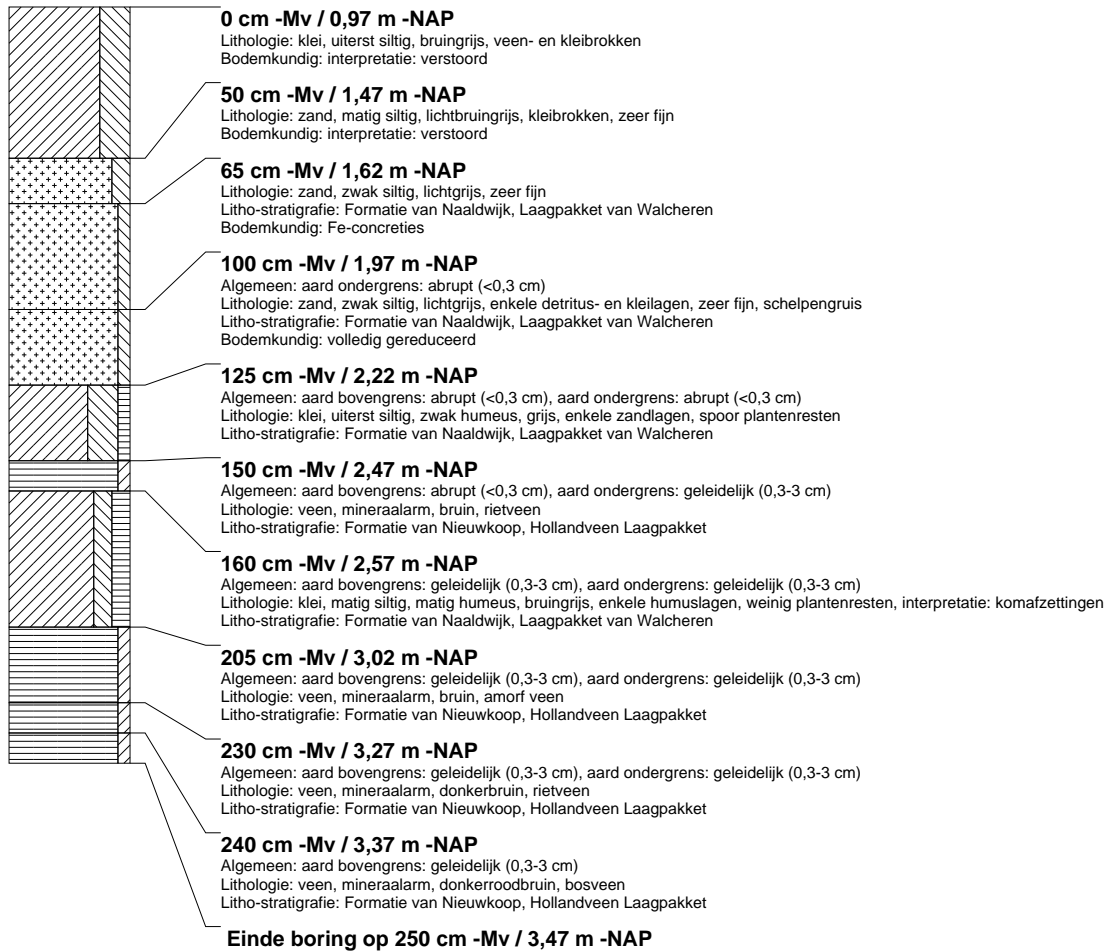 0 cm -Mv / 0,97 m -NAP
Lithologie: klei, uiterst siltig, bruingrijs, veen- en kleibrokken
Bodemkundig: interpretatie: verstoord
50 cm -Mv / 1,47 m -NAP
Lithologie: zand, matig siltig, lichtbruingrijs, kleibrokken, zeer fijn
Bodemkundig: interpretatie: verstoord
65 cm -Mv / 1,62 m -NAP
Lithologie: zand, zwak siltig, lichtgrijs, zeer fijn
Litho-stratigrafie: Formatie van Naaldwijk, Laagpakket van Walcheren
Bodemkundig: Fe-concreties
100 cm -Mv / 1,97 m -NAP
Algemeen: aard ondergrens: abrupt (<0,3 cm)
Lithologie: zand, zwak siltig, lichtgrijs, enkele detritus- en kleilagen, zeer fijn, schelpengruis
Litho-stratigrafie: Formatie van Naaldwijk, Laagpakket van Walcheren
Bodemkundig: volledig gereduceerd
125 cm -Mv / 2,22 m -NAP
Algemeen: aard bovengrens: abrupt (<0,3 cm), aard ondergrens: abrupt (<0,3 cm)
Lithologie: klei, uiterst siltig, zwak humeus, grijs, enkele zandlagen, spoor plantenresten
Litho-stratigrafie: Formatie van Naaldwijk, Laagpakket van Walcheren
150 cm -Mv / 2,47 m -NAP
Algemeen: aard bovengrens: abrupt (<0,3 cm), aard ondergrens: geleidelijk (0,3-3 cm)
Lithologie: veen, mineraalarm, bruin, rietveen
Litho-stratigrafie: Formatie van Nieuwkoop, Hollandveen Laagpakket
160 cm -Mv / 2,57 m -NAP
Algemeen: aard bovengrens: geleidelijk (0,3-3 cm), aard ondergrens: geleidelijk (0,3-3 cm)
Lithologie: klei, matig siltig, matig humeus, bruingrijs, enkele humuslagen, weinig plantenresten, interpretatie: komafzettingen
Litho-stratigrafie: Formatie van Naaldwijk, Laagpakket van Walcheren
205 cm -Mv / 3,02 m -NAP
Algemeen: aard bovengrens: geleidelijk (0,3-3 cm), aard ondergrens: geleidelijk (0,3-3 cm)
Lithologie: veen, mineraalarm, bruin, amorf veen
Litho-stratigrafie: Formatie van Nieuwkoop, Hollandveen Laagpakket
230 cm -Mv / 3,27 m -NAP
Algemeen: aard bovengrens: geleidelijk (0,3-3 cm), aard ondergrens: geleidelijk (0,3-3 cm)
Lithologie: veen, mineraalarm, donkerbruin, rietveen
Litho-stratigrafie: Formatie van Nieuwkoop, Hollandveen Laagpakket
240 cm -Mv / 3,37 m -NAP
Algemeen: aard bovengrens: geleidelijk (0,3-3 cm)
Lithologie: veen, mineraalarm, donkerroodbruin, bosveen
Litho-stratigrafie: Formatie van Nieuwkoop, Hollandveen Laagpakket
Einde boring op 250 cm -Mv / 3,47 m -NAP